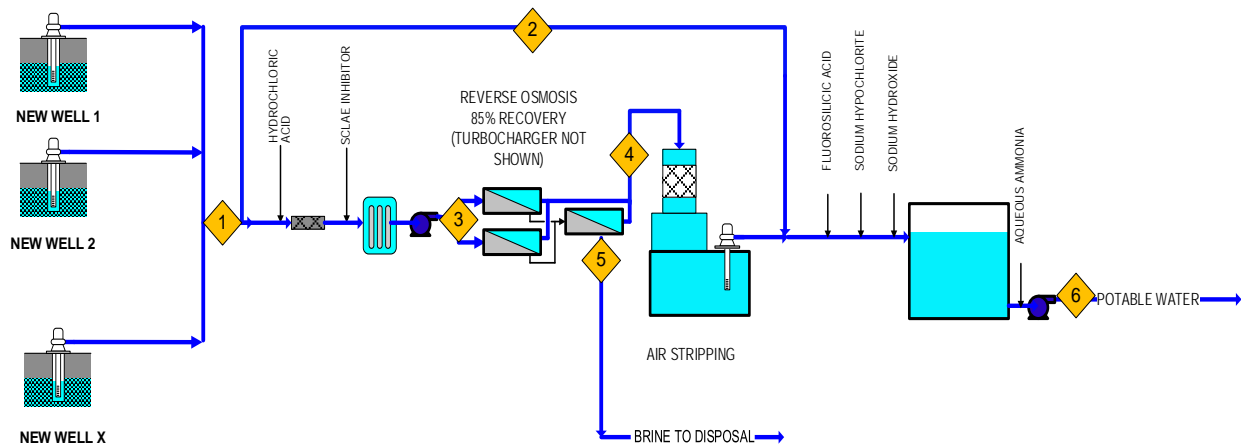 NEW WELL 1
NEW WELL 2
NEW WELL X
1
2
HYDROCHLORIC
ACID
SCLAE INHIBITOR
REVERSE OSMOSIS
85% RECOVERY
(TURBOCHARGER NOT
SHOWN)
3
4
5
AIR STRIPPING
BRINE TO DISPOSAL
FLUROSILICIC ACID
SODIUM HYPOCHLORITE
SODIUM HYDROXIDE
AQUEOUS AMMONIA
6
POTABLE WATER